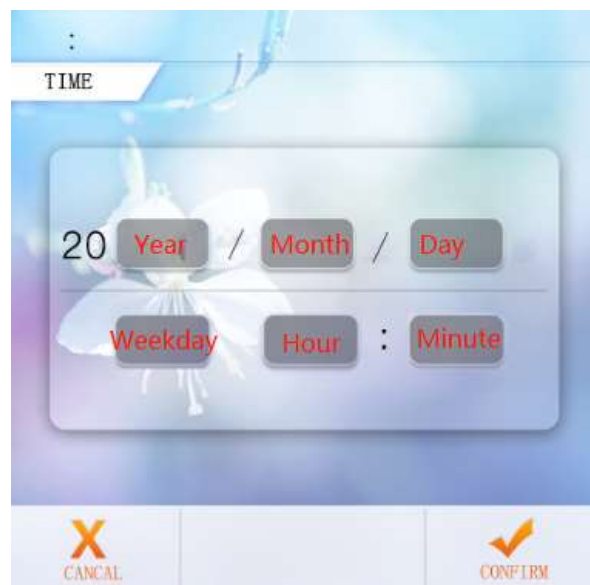 :
TIME
20 Year / Month / Day
Weekday Hour : Minute
X
CANCAL
CONFIRM